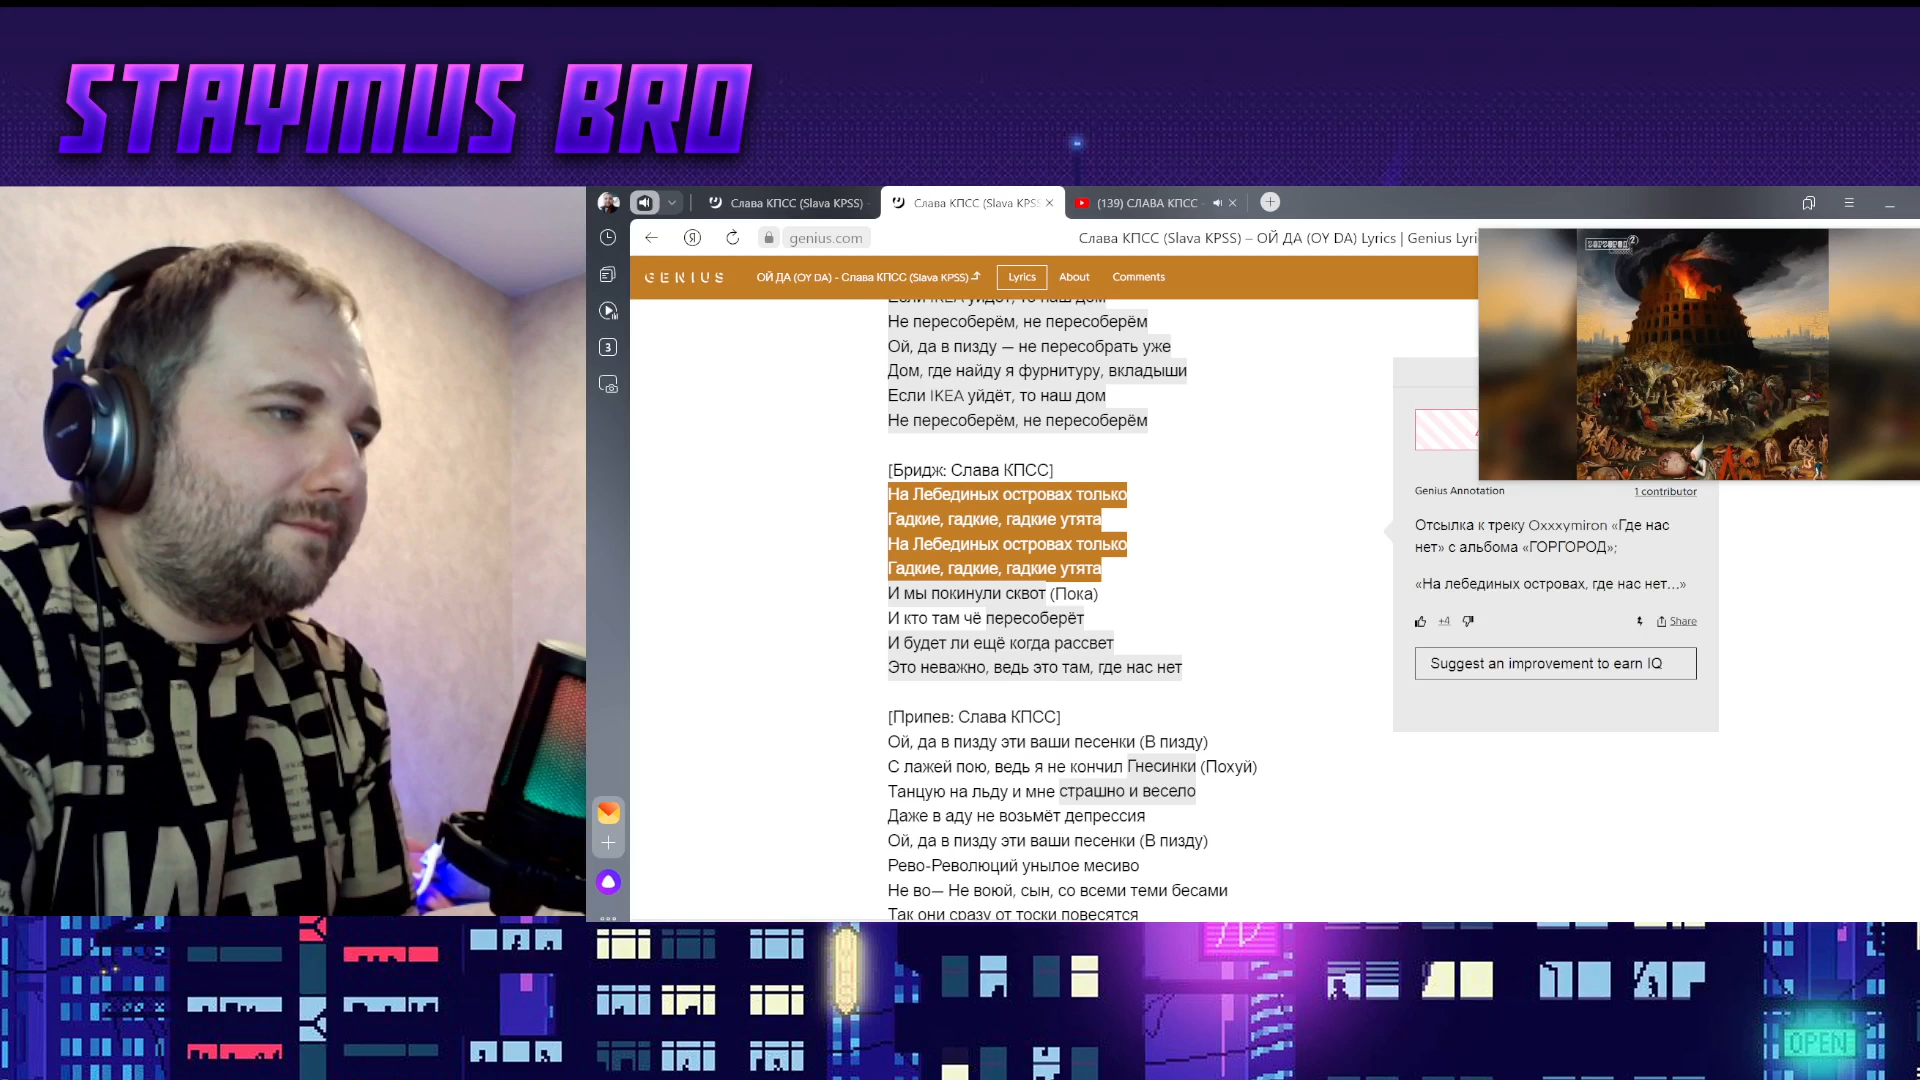 STAYMUS BRO
Слава КПСС (Slava KPSS)
Слава КПСС (Slava KPSS
(139) СЛАВА КПСС
genius.com
Слава КПСС (Slava KPSS) – ОЙ ДА (OY DA) Lyrics | Genius Lyri
GENIUS
ОЙ ДА (OY DA) - Слава КПСС (Slava KPSS)
Lyrics
About
Comments
3
Если IKEA уйдёт, то наш дом
Не пересоберём, не пересоберём
Ой, да в пизду — не пересобрать уже
Дом, где найду я фурнитуру, вкладыши
Если IKEA уйдёт, то наш дом
Не пересоберём, не пересоберём
[Бридж: Слава КПСС]
На Лебединых островах только
Гадкие, гадкие, гадкие утята
На Лебединых островах только
Гадкие, гадкие, гадкие утята
И мы покинули сквот (Пока)
И кто там чё пересоберёт
И будет ли ещё когда рассвет
Это неважно, ведь это там, где нас нет
[Припев: Слава КПСС]
Ой, да в пизду эти ваши песенки (В пизду)
С лажей пою, ведь я не кончил Гнесинки (Похуй)
Танцую на льду и мне страшно и весело
Даже в аду не возьмёт депрессия
Ой, да в пизду эти ваши песенки (В пизду)
Рево-Революций унылое месиво
Не во— Не воюй, сын, со всеми теми бесами
Так они сразу от тоски повесятся
Genius Annotation
1 contributor
Отсылка к треку Oxxxymiron «Где нас
нет» с альбома «ГОРГОРОД»;
«На лебединых островах, где нас нет...»
+4
Share
Suggest an improvement to earn IQ
OPEN